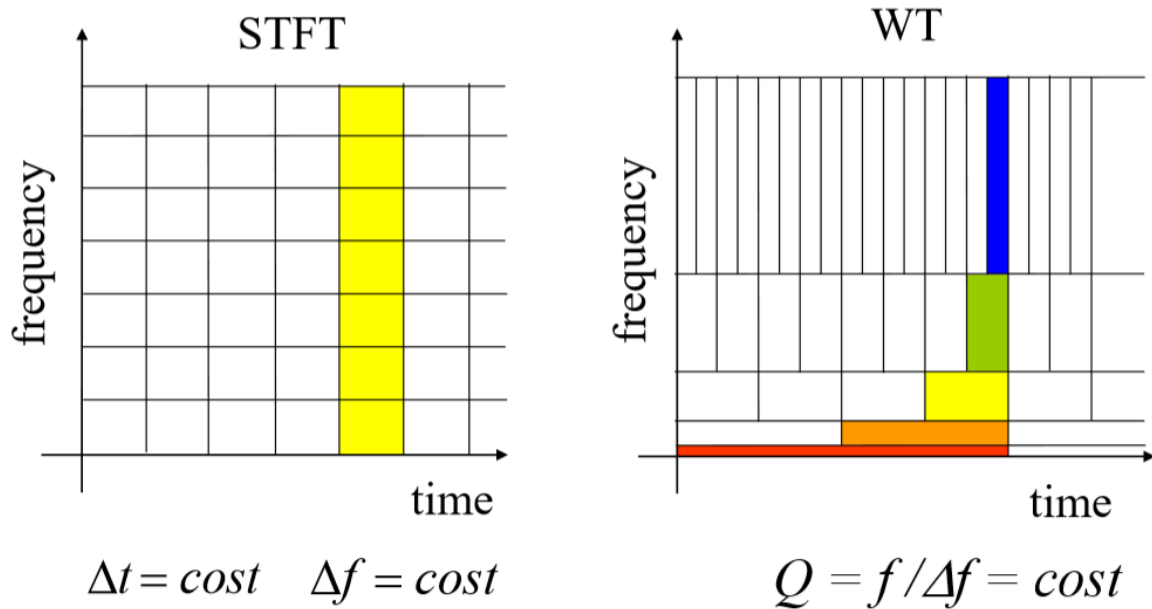 STFT
frequency
time
Δt = cost Δf = cost
WT
frequency
time
Q = f/Δf = cost